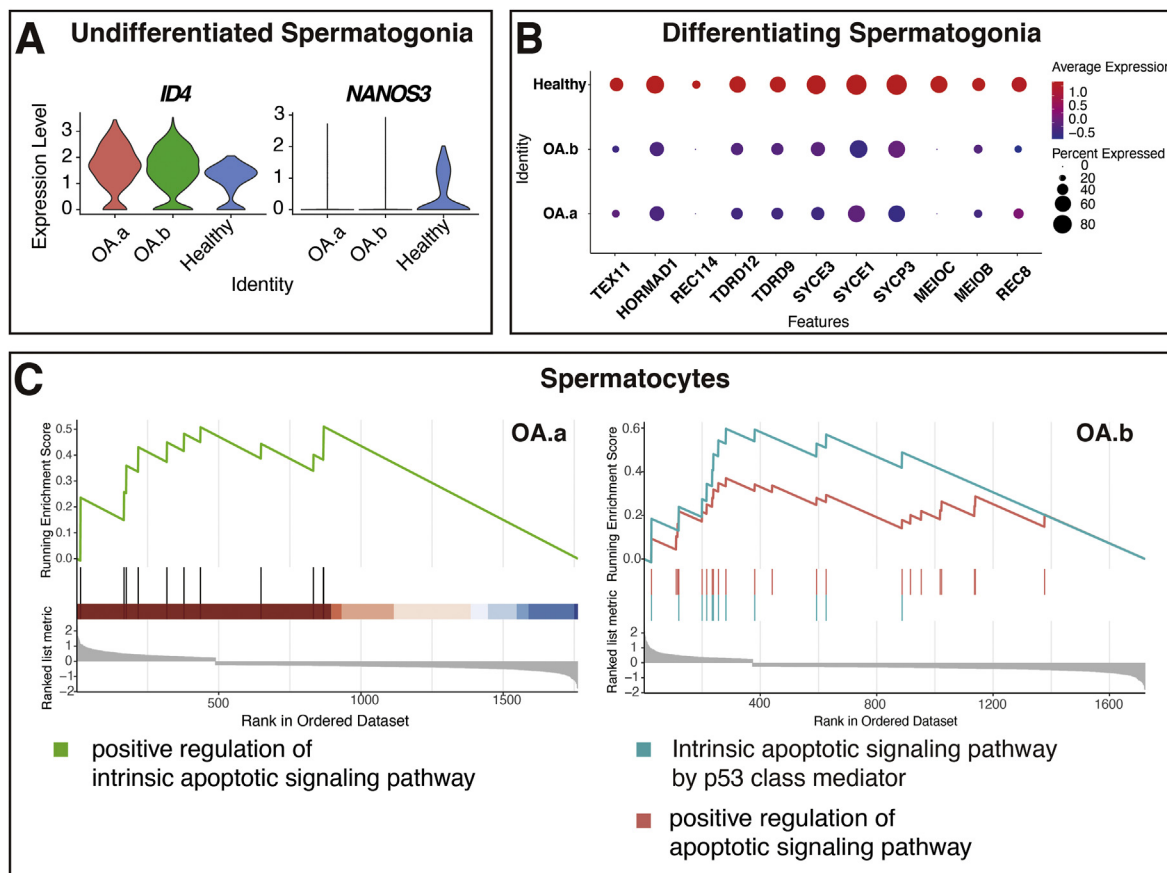 A Undifferentiated Spermatogonia
ID4 NANOS3
Expression Level
3
2
1
0
3
2
1
0
OA.a OA.b Healthy OA.a OA.b Healthy
Identity
B Differentiating Spermatogonia
Identity
Healthy
OA.b
OA.a
TEX11 HORMAD1 REC114 TDRD12 TDRD9 SYCE3 SYCE1 SYCP3 MEIOC MEIOB REC8
Features
Average Expression
1.0
0.5
0.0
−0.5
Percent Expressed
0
20
40
60
80
C Spermatocytes
OA.a
Running Enrichment Score
0.5
0.4
0.3
0.2
0.1
0.0
Ranked list metric
2
1
0
−1
−2
500 1000 1500
Rank in Ordered Dataset
positive regulation of
intrinsic apoptotic signaling pathway
OA.b
Running Enrichment Score
0.6
0.4
0.2
0.0
Ranked list metric
2
1
0
−1
−2
400 800 1200 1600
Rank in Ordered Dataset
Intrinsic apoptotic signaling pathway
by p53 class mediator
positive regulation of
apoptotic signaling pathway